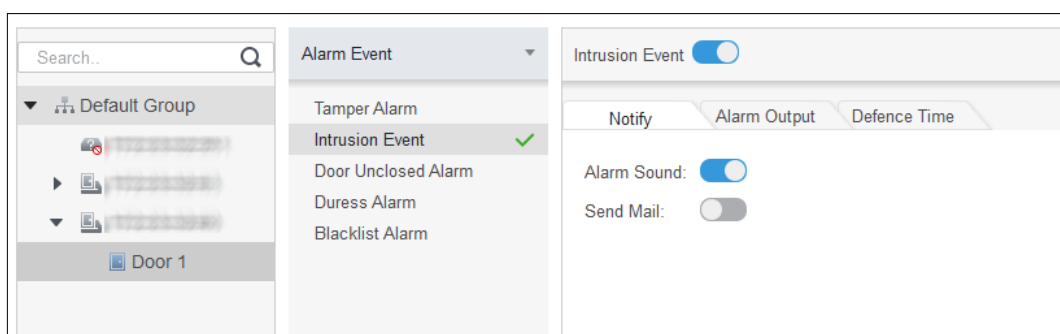 Search..
Default Group
Door 1
Alarm Event
Tamper Alarm
Intrusion Event
Door Unclosed Alarm
Duress Alarm
Blacklist Alarm
Intrusion Event
Notify Alarm Output Defence Time
Alarm Sound:
Send Mail: